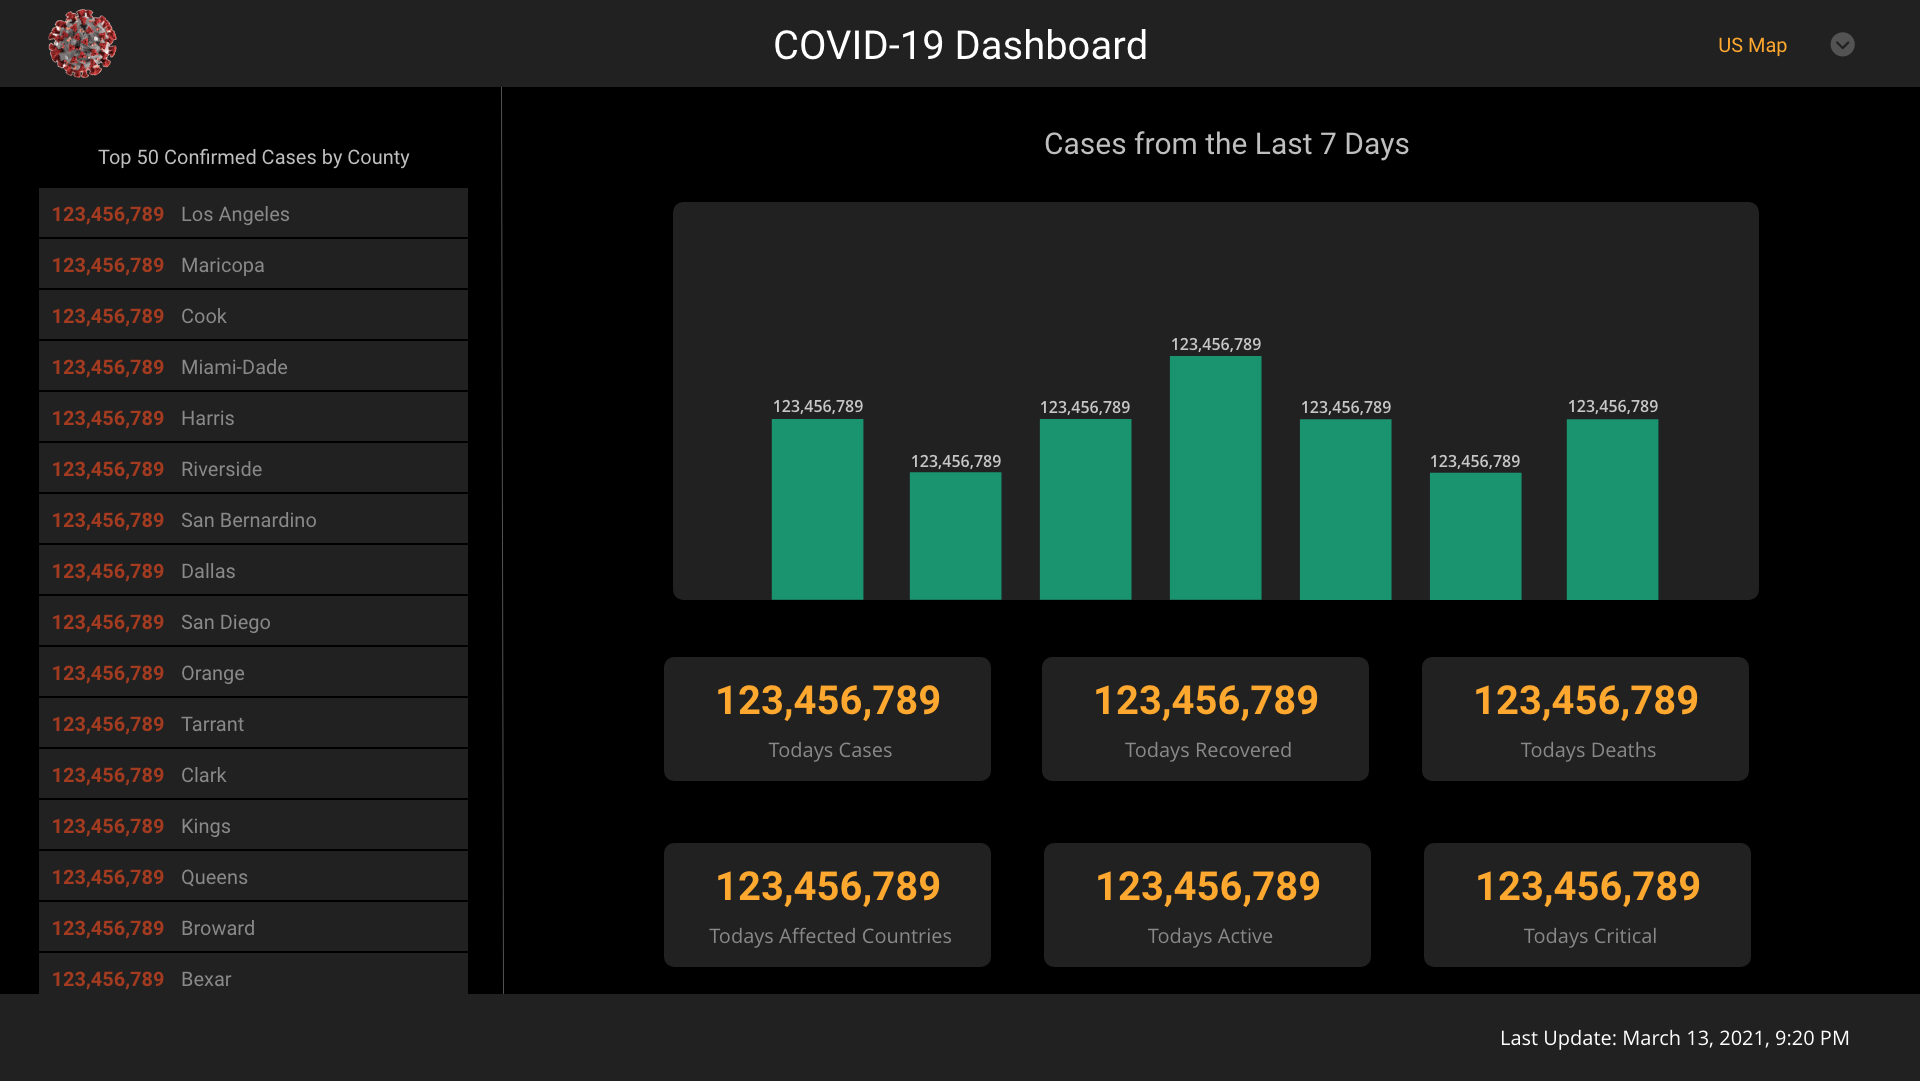 COVID-19 Dashboard
US Map
Top 50 Confirmed Cases by County
123,456,789 Los Angeles
123,456,789 Maricopa
123,456,789 Cook
123,456,789 Miami-Dade
123,456,789 Harris
123,456,789 Riverside
123,456,789 San Bernardino
123,456,789 Dallas
123,456,789 San Diego
123,456,789 Orange
123,456,789 Tarrant
123,456,789 Clark
123,456,789 Kings
123,456,789 Queens
123,456,789 Broward
123,456,789 Bexar
Cases from the Last 7 Days
123,456,789
123,456,789
123,456,789
123,456,789
123,456,789
123,456,789
123,456,789
123,456,789
Todays Cases
123,456,789
Todays Recovered
123,456,789
Todays Deaths
123,456,789
Todays Affected Countries
123,456,789
Todays Active
123,456,789
Todays Critical
Last Update: March 13, 2021, 9:20 PM